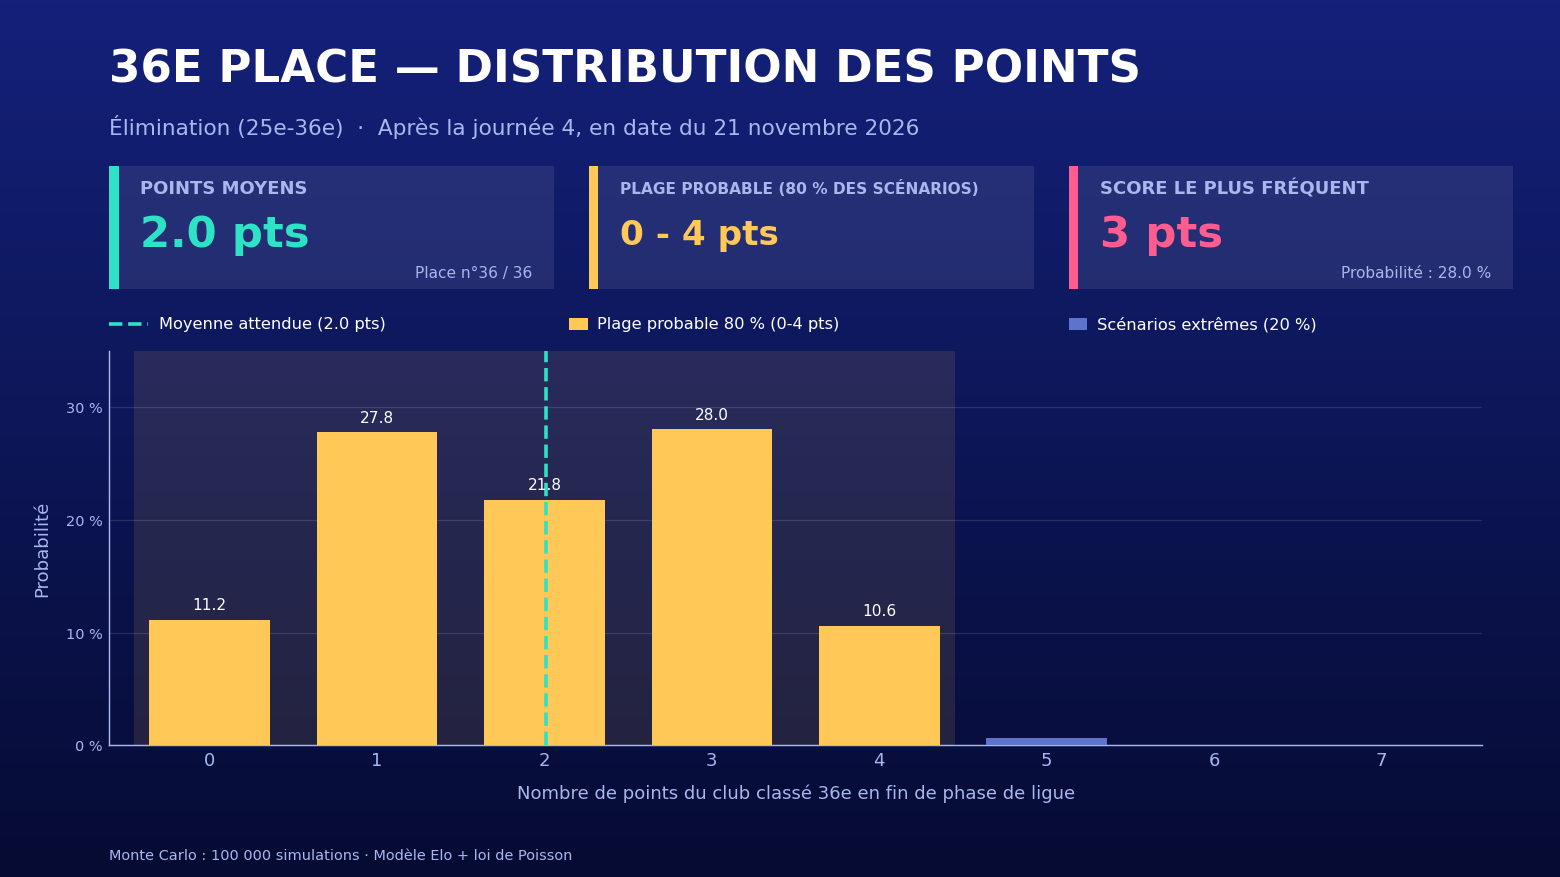 36E PLACE — DISTRIBUTION DES POINTS
Élimination (25e-36e)  ·  Après la journée 4, en date du 21 novembre 2026
POINTS MOYENS
2.0 pts
Place n°36 / 36
PLAGE PROBABLE (80 % DES SCÉNARIOS)
0 - 4 pts
SCORE LE PLUS FRÉQUENT
3 pts
Probabilité : 28.0 %
Moyenne attendue (2.0 pts)
Plage probable 80 % (0-4 pts)
Scénarios extrêmes (20 %)
Probabilité
30 %
20 %
10 %
0 %
11.2
27.8
21.8
28.0
10.6
0
1
2
3
4
5
6
7
Nombre de points du club classé 36e en fin de phase de ligue
Monte Carlo : 100 000 simulations · Modèle Elo + loi de Poisson